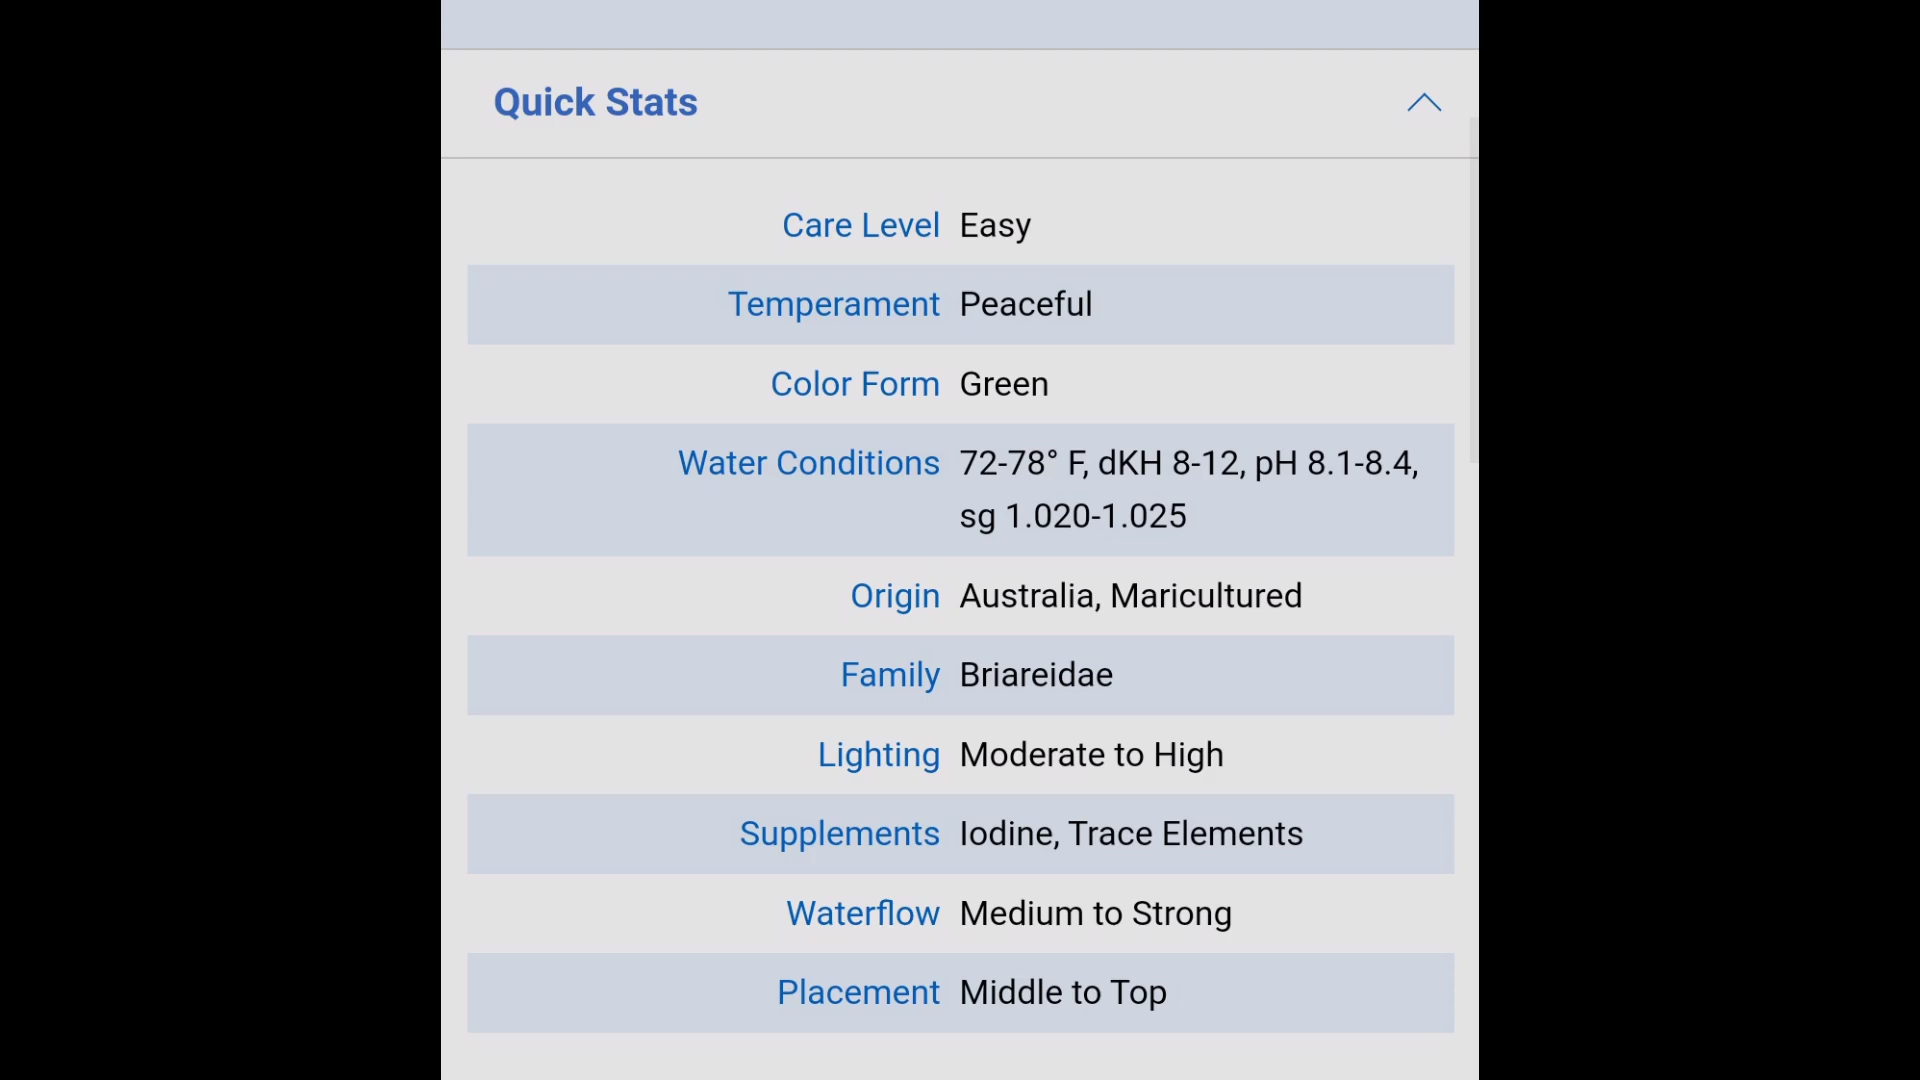 Quick Stats
Care Level Easy
Temperament Peaceful
Color Form Green
Water Conditions 72-78° F, dKH 8-12, pH 8.1-8.4,
sg 1.020-1.025
Origin Australia, Maricultured
Family Briareidae
Lighting Moderate to High
Supplements Iodine, Trace Elements
Waterflow Medium to Strong
Placement Middle to Top